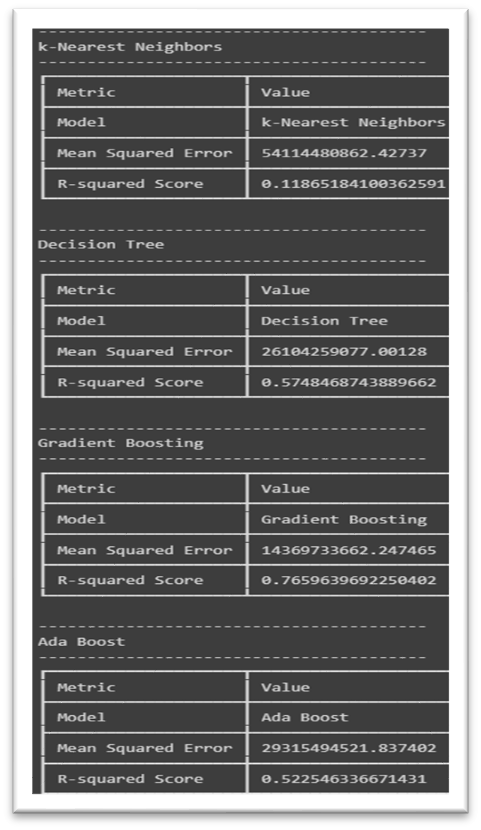 k-Nearest Neighbors
Metric Value
Model k-Nearest Neighbors
Mean Squared Error 54114480862.42737
R-squared Score 0.11865184100362591
Decision Tree
Metric Value
Model Decision Tree
Mean Squared Error 26104259077.00128
R-squared Score 0.5748468743889662
Gradient Boosting
Metric Value
Model Gradient Boosting
Mean Squared Error 14369733662.247465
R-squared Score 0.7659639692250402
Ada Boost
Metric Value
Model Ada Boost
Mean Squared Error 29315494521.837402
R-squared Score 0.522546336671431